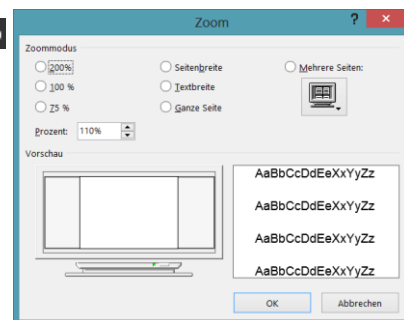 Zoom ?
Zoommodus
200% Seitenbreite Mehrere Seiten:
100 % Textbreite
75 % Ganze Seite
Prozent: 110%
Vorschau
AaBbCcDdEeXxYyZz
AaBbCcDdEeXxYyZz
AaBbCcDdEeXxYyZz
AaBbCcDdEeXxYyZz
OK Abbrechen